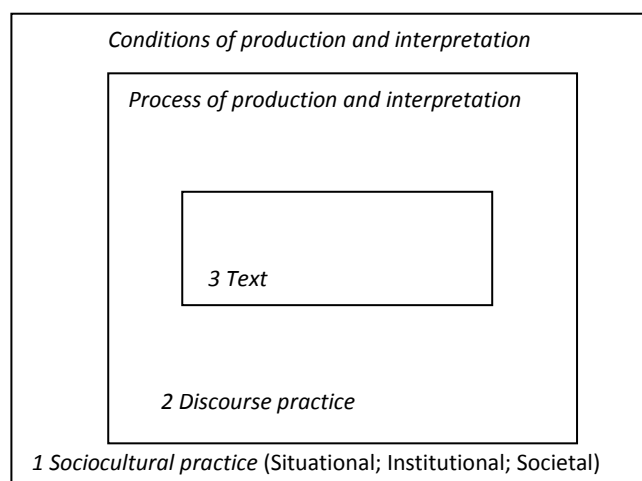 Conditions of production and interpretation
Process of production and interpretation
3 Text
2 Discourse practice
1 Sociocultural practice (Situational; Institutional; Societal)